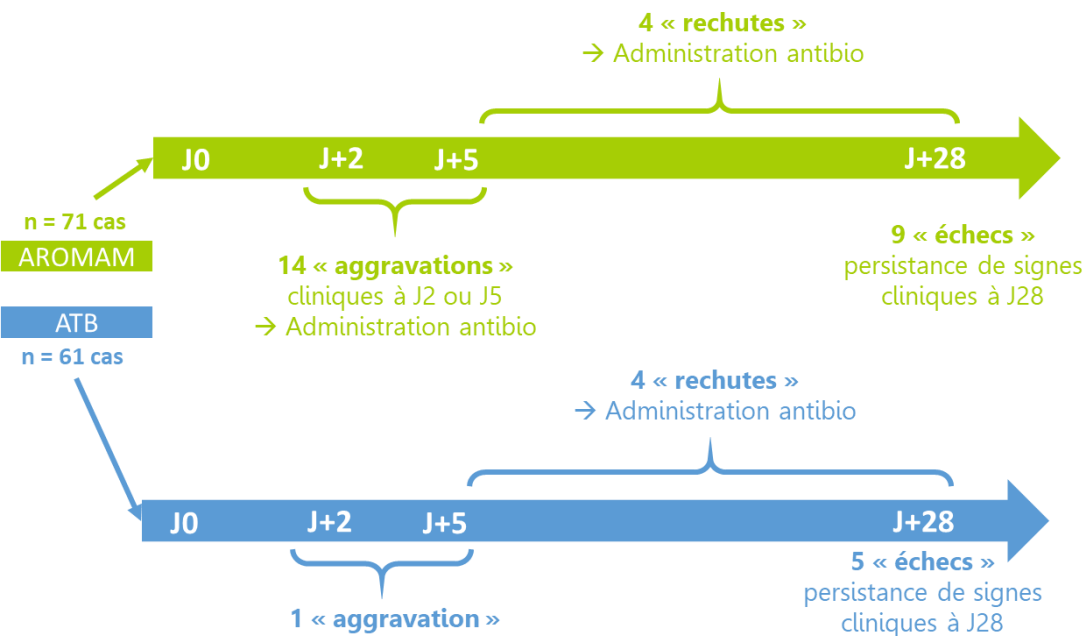 4 « rechutes »
→ Administration antibio
J0 J+2 J+5 J+28
n = 71 cas
AROMAM
14 « aggravations »
cliniques à J2 ou J5
→ Administration antibio
9 « échecs »
persistance de signes
cliniques à J28
ATB
n = 61 cas
4 « rechutes »
→ Administration antibio
J0 J+2 J+5 J+28
1 « aggravation »
5 « échecs »
persistance de signes
cliniques à J28